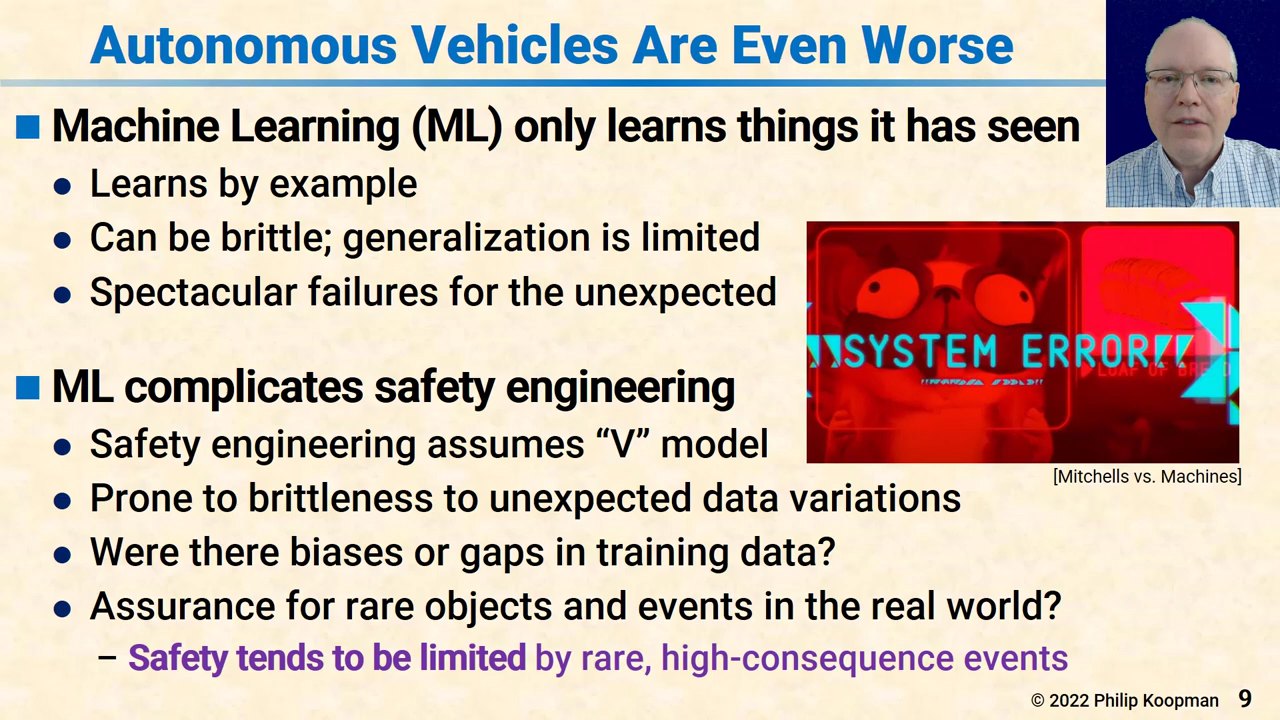 Autonomous Vehicles Are Even Worse
Machine Learning (ML) only learns things it has seen
Learns by example
Can be brittle; generalization is limited
Spectacular failures for the unexpected
SYSTEM ERROR
LOAF OF BREAD
[Mitchells vs. Machines]
ML complicates safety engineering
Safety engineering assumes “V” model
Prone to brittleness to unexpected data variations
Were there biases or gaps in training data?
Assurance for rare objects and events in the real world?
– Safety tends to be limited by rare, high-consequence events
© 2022 Philip Koopman 9